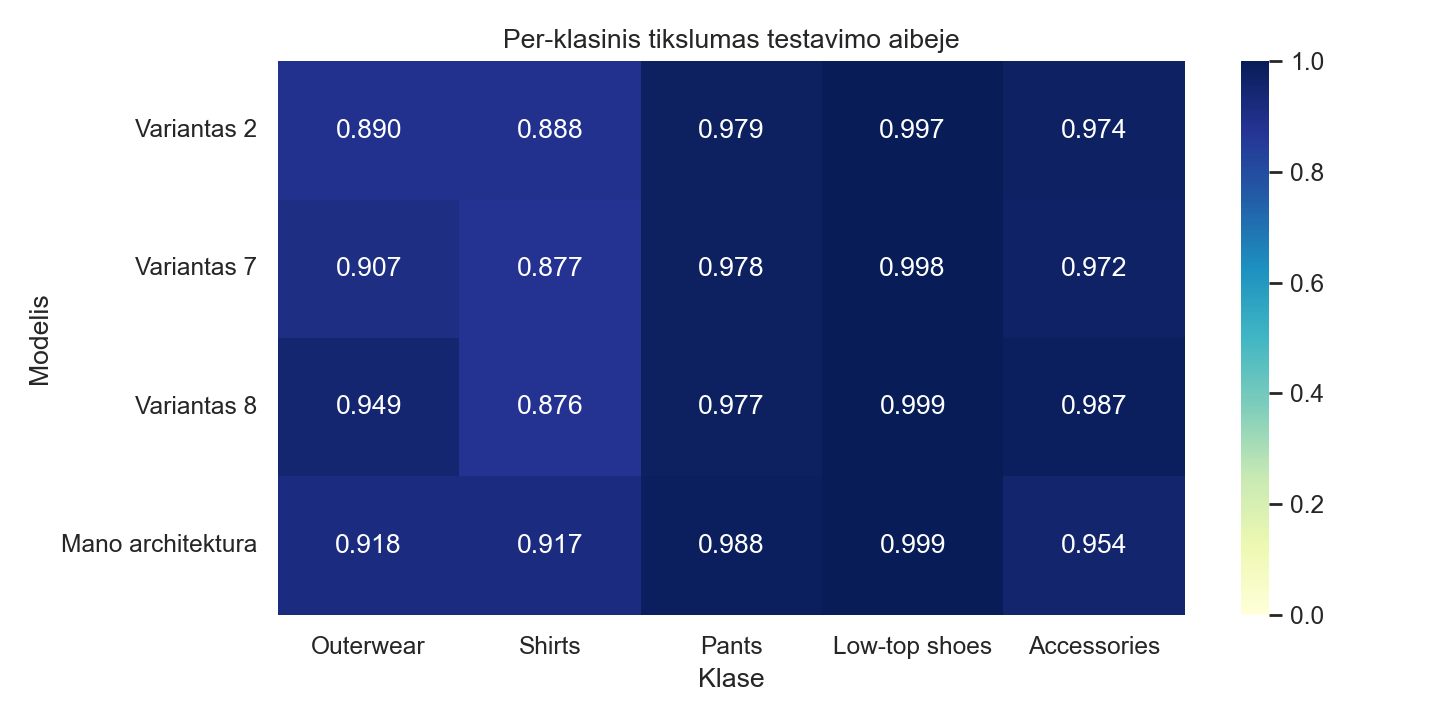 Per-klasinis tikslumas testavimo aibeje
Modelis
Variantas 2 0.890 0.888 0.979 0.997 0.974
Variantas 7 0.907 0.877 0.978 0.998 0.972
Variantas 8 0.949 0.876 0.977 0.999 0.987
Mano architektura 0.918 0.917 0.988 0.999 0.954
Outerwear Shirts Pants Low-top shoes Accessories
Klase
1.0
0.8
0.6
0.4
0.2
0.0